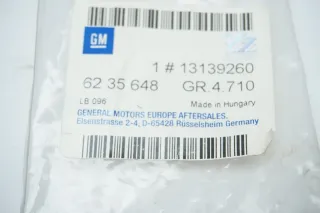 GM
1 # 13139260
62 35 648 GR.4.710
LB 096 Made in Hungary
GENERAL MOTORS EUROPE AFTERSALES.
Eisenstrasse 2-4, D-65428 Rüsselsheim Germany